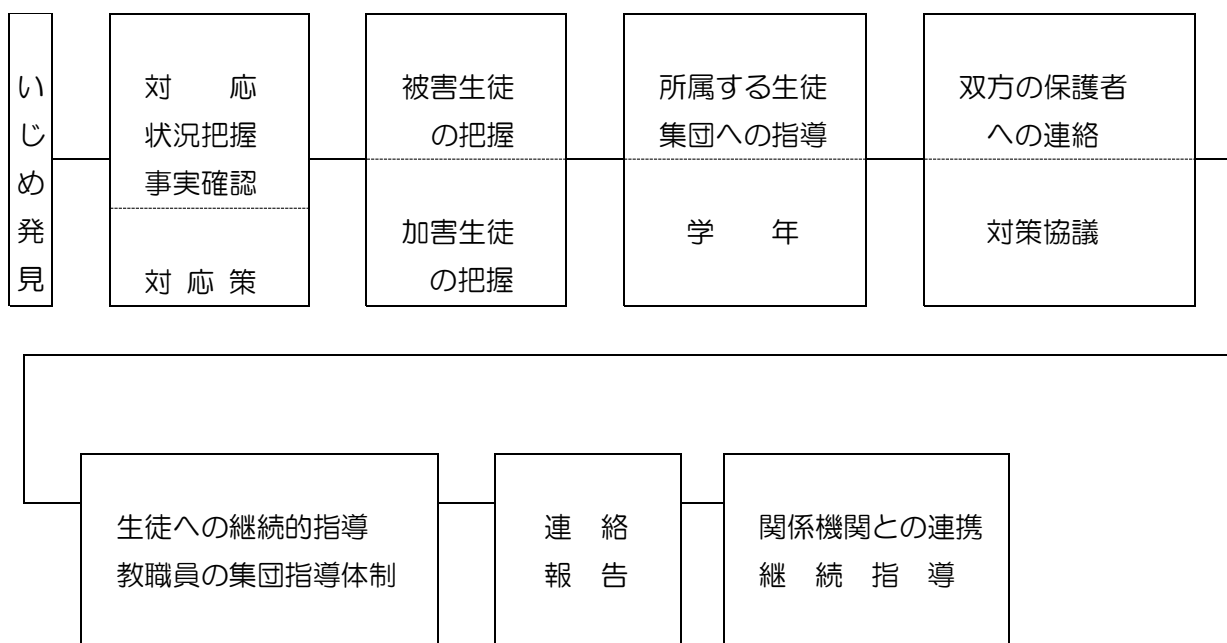 いじめ発見
対　　応
状況把握
事実確認
対 応 策
被害生徒
の把握
加害生徒
の把握
所属する生徒
集団への指導
学　　年
双方の保護者
への連絡
対策協議
生徒への継続的指導
教職員の集団指導体制
連　絡
報　告
関係機関との連携
継　続　指　導